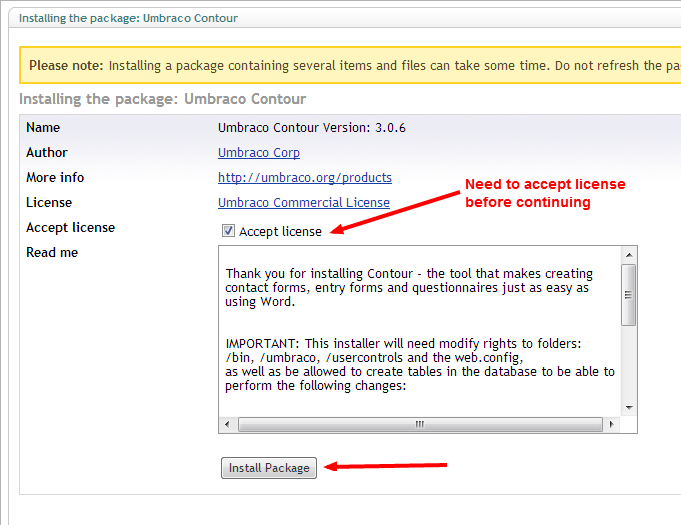 Installing the package: Umbraco Contour
Please note: Installing a package containing several items and files can take some time. Do not refresh the
Installing the package: Umbraco Contour
Name Umbraco Contour Version: 3.0.6
Author Umbraco Corp
More info http://umbraco.org/products
License Umbraco Commercial License
Need to accept license
before continuing
Accept license Accept license
Read me
Thank you for installing Contour - the tool that makes creating
contact forms, entry forms and questionnaires just as easy as
using Word.
IMPORTANT: This installer will need modify rights to folders:
/bin, /umbraco, /usercontrols and the web.config,
as well as be allowed to create tables in the database to be able to
perform the following changes:
Install Package